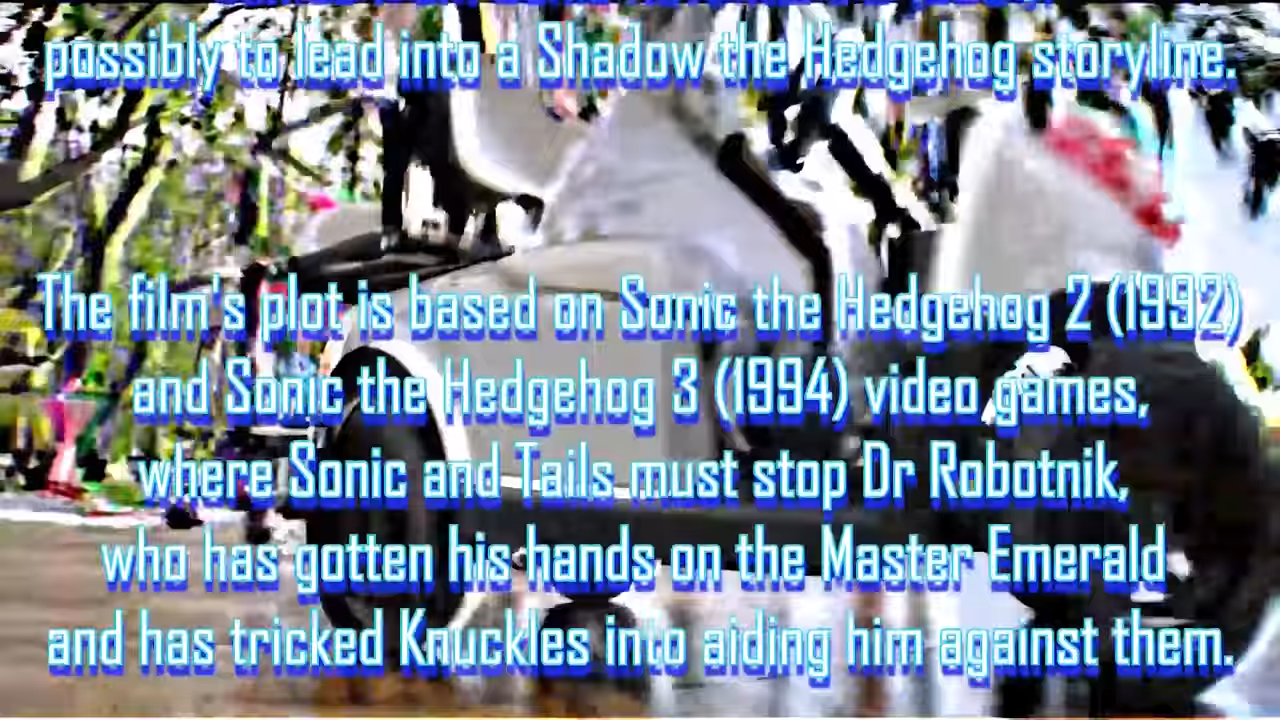 possibly to lead into a Shadow the Hedgehog storyline.
The film's plot is based on Sonic the Hedgehog 2 (1992)
and Sonic the Hedgehog 3 (1994) video games,
where Sonic and Tails must stop Dr Robotnik,
who has gotten his hands on the Master Emerald
and has tricked Knuckles into aiding him against them.